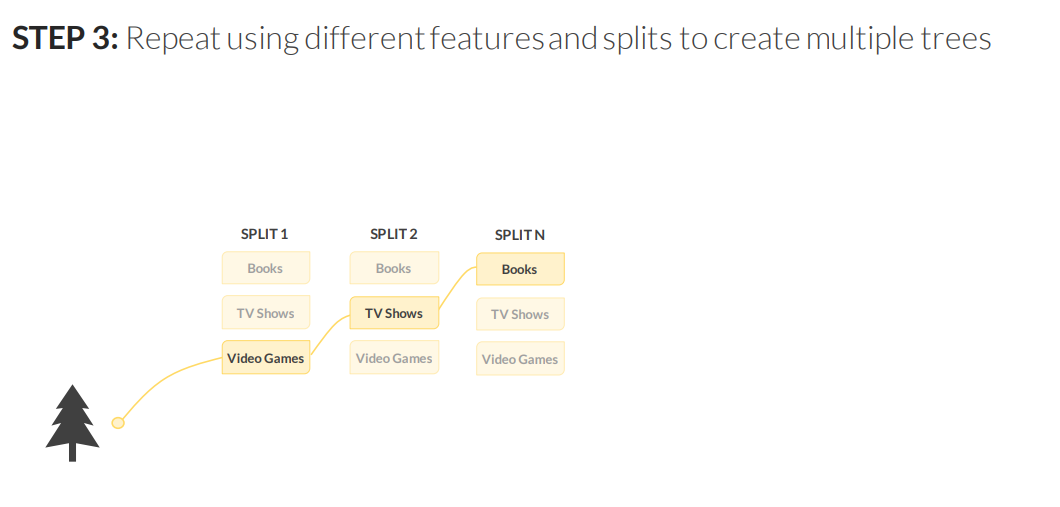 STEP 3: Repeat using different features and splits to create multiple trees
SPLIT 1 SPLIT 2 SPLIT N
Books Books Books
TV Shows TV Shows TV Shows
Video Games Video Games Video Games